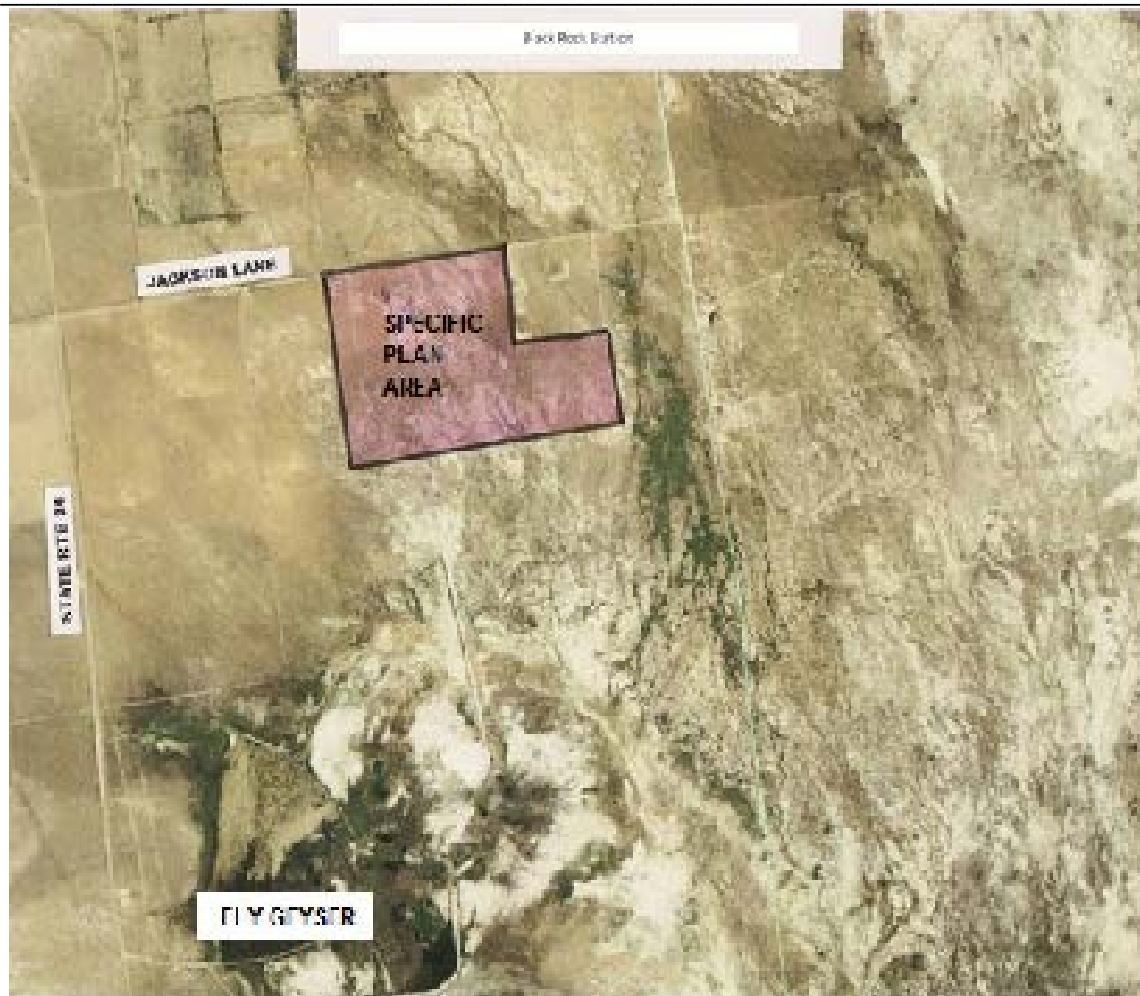 Black Rock Station
JACKSON LANE
SPECIFIC
PLAN
AREA
STATE RTE 34
FLY GEYSER